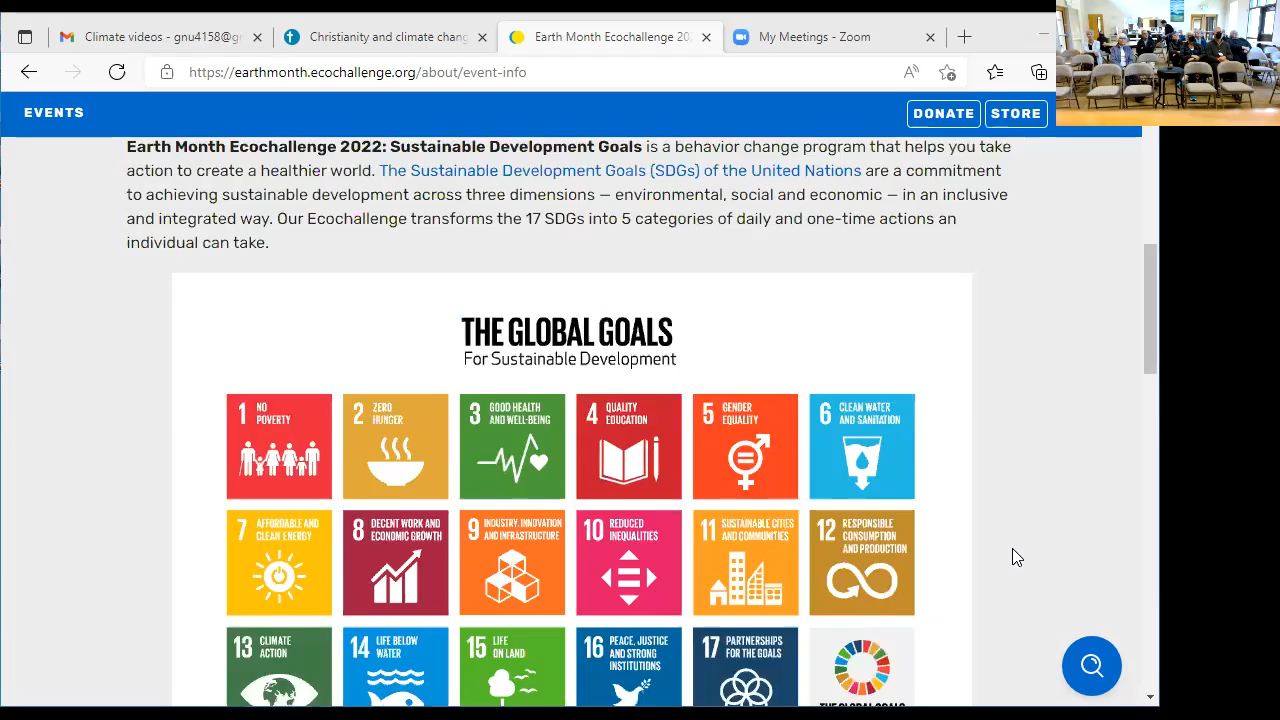 Climate videos - gnu4158@g
Christianity and climate chang
Earth Month Ecochallenge 20
My Meetings - Zoom
https://earthmonth.ecochallenge.org/about/event-info
EVENTS
DONATE
STORE
Earth Month Ecochallenge 2022: Sustainable Development Goals is a behavior change program that helps you take
action to create a healthier world. The Sustainable Development Goals (SDGs) of the United Nations are a commitment
to achieving sustainable development across three dimensions — environmental, social and economic — in an inclusive
and integrated way. Our Ecochallenge transforms the 17 SDGs into 5 categories of daily and one-time actions an
individual can take.
THE GLOBAL GOALS
For Sustainable Development
1 NO
POVERTY
2 ZERO
HUNGER
3 GOOD HEALTH
AND WELL-BEING
4 QUALITY
EDUCATION
5 GENDER
EQUALITY
6 CLEAN WATER
AND SANITATION
7 AFFORDABLE AND
CLEAN ENERGY
8 DECENT WORK AND
ECONOMIC GROWTH
9 INDUSTRY, INNOVATION
AND INFRASTRUCTURE
10 REDUCED
INEQUALITIES
11 SUSTAINABLE CITIES
AND COMMUNITIES
12 RESPONSIBLE
CONSUMPTION
AND PRODUCTION
13 CLIMATE
ACTION
14 LIFE BELOW
WATER
15 LIFE
ON LAND
16 PEACE, JUSTICE
AND STRONG
INSTITUTIONS
17 PARTNERSHIPS
FOR THE GOALS
THE GLOBAL GOALS